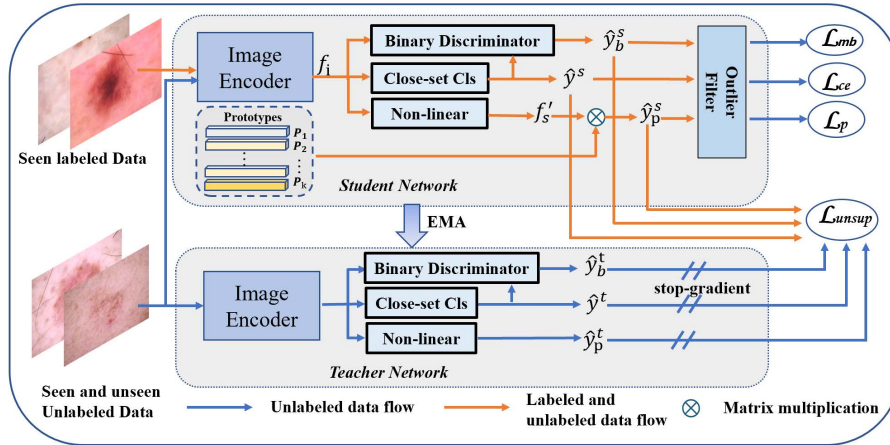 Image
Encoder
f_i
Binary Discriminator
Close-set Cls
Non-linear
ŷ_b^s
ŷ^s
f_s'
ŷ_p^s
Outlier
Filter
ℒ_mb
ℒ_ce
ℒ_p
Prototypes
P_1
P_2
P_k
Seen labeled Data
Student Network
EMA
ℒ_unsup
Image
Encoder
Binary Discriminator
Close-set Cls
Non-linear
ŷ_b^t
ŷ^t
ŷ_p^t
stop-gradient
Teacher Network
Seen and unseen
Unlabeled Data
Unlabeled data flow
Labeled and
unlabeled data flow
Matrix multiplication